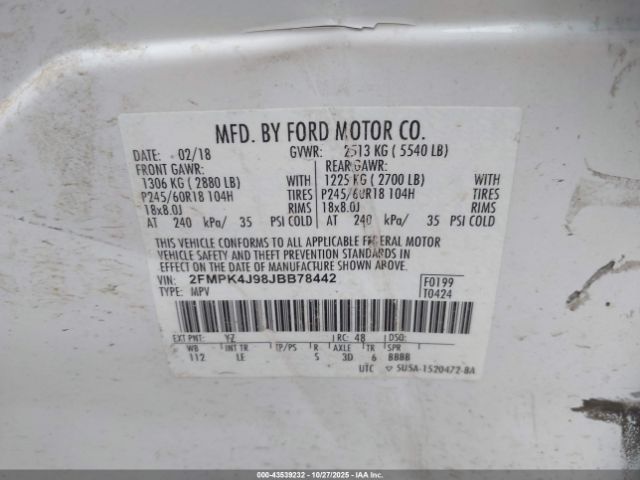 MFD. BY FORD MOTOR CO.
DATE: 02/18 GVWR: 2513 KG ( 5540 LB)
FRONT GAWR: REAR GAWR:
1306 KG ( 2880 LB) WITH 1225 KG ( 2700 LB) WITH
P245/60R18 104H TIRES P245/60R18 104H TIRES
18x8.0J RIMS 18x8.0J RIMS
AT 240 kPa/ 35 PSI COLD AT 240 kPa/ 35 PSI COLD
THIS VEHICLE CONFORMS TO ALL APPLICABLE FEDERAL MOTOR
VEHICLE SAFETY AND THEFT PREVENTION STANDARDS IN
EFFECT ON THE DATE OF MANUFACTURE SHOWN ABOVE.
VIN: 2FMPK4J98JBB78442 F0199
TYPE: MPV T0424
EXT PNT: YZ RC: 48 DSO:
WB INT TR TP/PS R AXLE TR SPR
112 LE 5 3D 6 BBBB
UTC ▽ 5U5A-1520472-BA
000-43539232 - 10/27/2025 - IAAHQ.COM